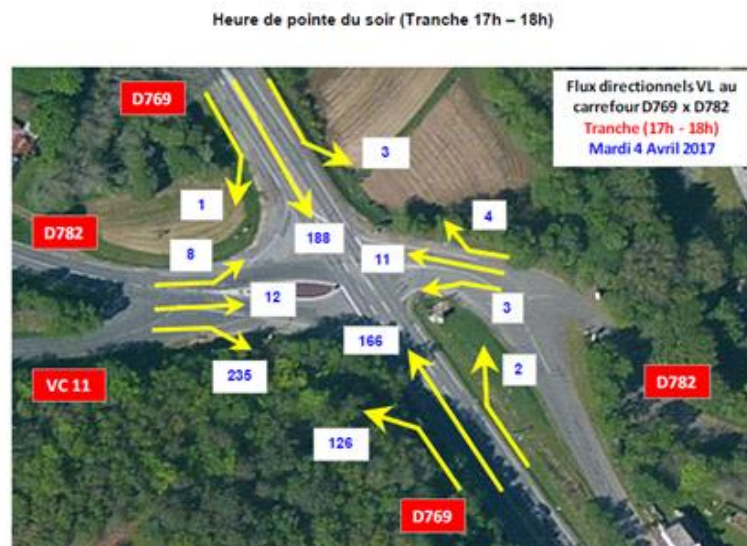 Heure de pointe du soir (Tranche 17h – 18h)
Flux directionnels VL au
carrefour D769 x D782
Tranche (17h - 18h)
Mardi 4 Avril 2017
D769
3
1
4
D782
188
8
11
12
3
166
2
235
D782
VC 11
126
D769